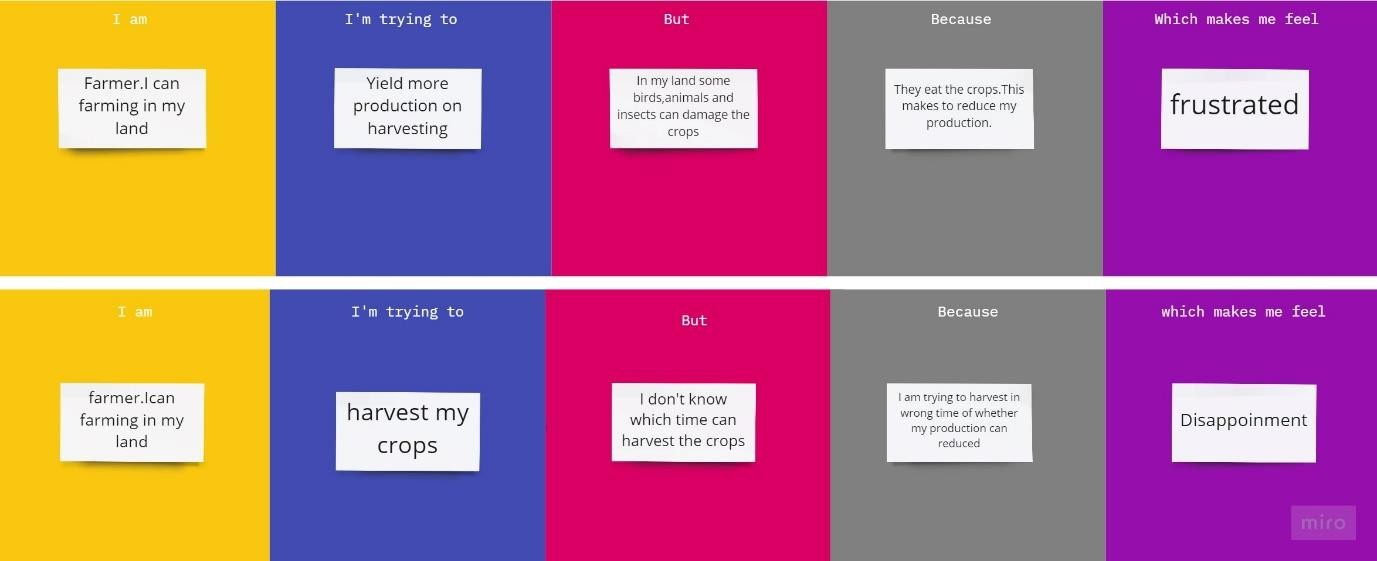 I am
I'm trying to
But
Because
Which makes me feel
Farmer.I can
farming in my
land
Yield more
production on
harvesting
In my land some
birds,animals and
insects can damage the
crops
They eat the crops.This
makes to reduce my
production.
frustrated
I am
I'm trying to
But
Because
which makes me feel
farmer.Ican
farming in my
land
harvest my
crops
I don't know
which time can
harvest the crops
I am trying to harvest in
wrong time of whether
my production can
reduced
Disappoinment
miro